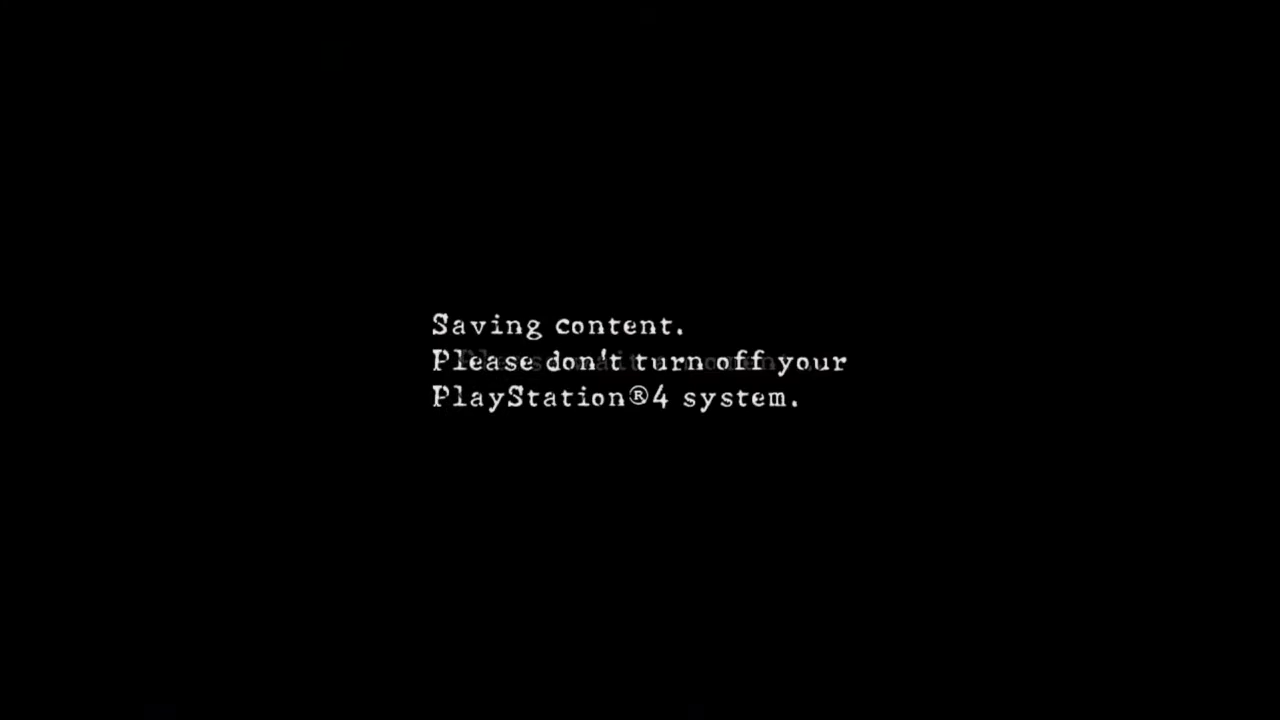 Saving content.
Please don't turn off your
PlayStation®4 system.